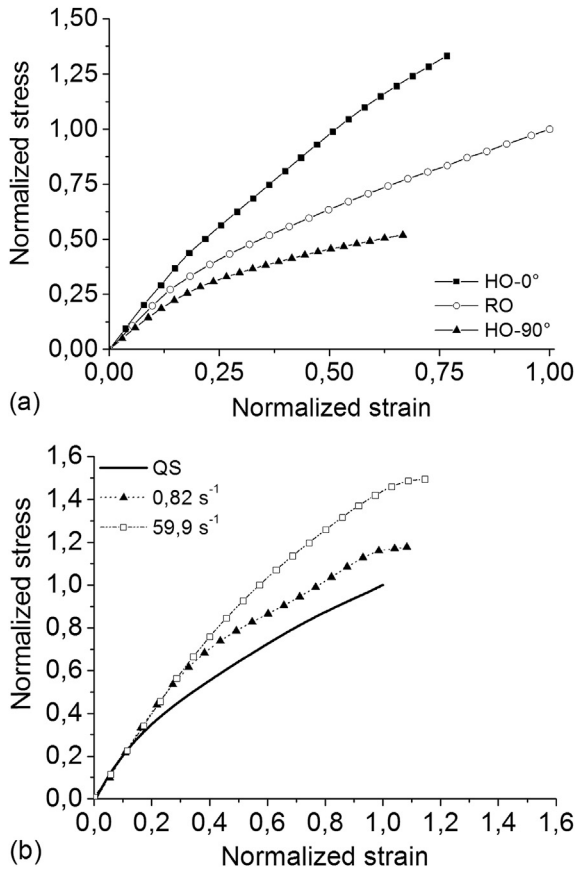 1,50
1,25
1,00
0,75
0,50
0,25
0,00
Normalized stress
HO-0°
RO
HO-90°
0,00 0,25 0,50 0,75 1,00
Normalized strain
(a)
1,6
1,4
1,2
1,0
0,8
0,6
0,4
0,2
0,0
Normalized stress
QS
0,82 s⁻¹
59,9 s⁻¹
0,0 0,2 0,4 0,6 0,8 1,0 1,2 1,4 1,6
Normalized strain
(b)